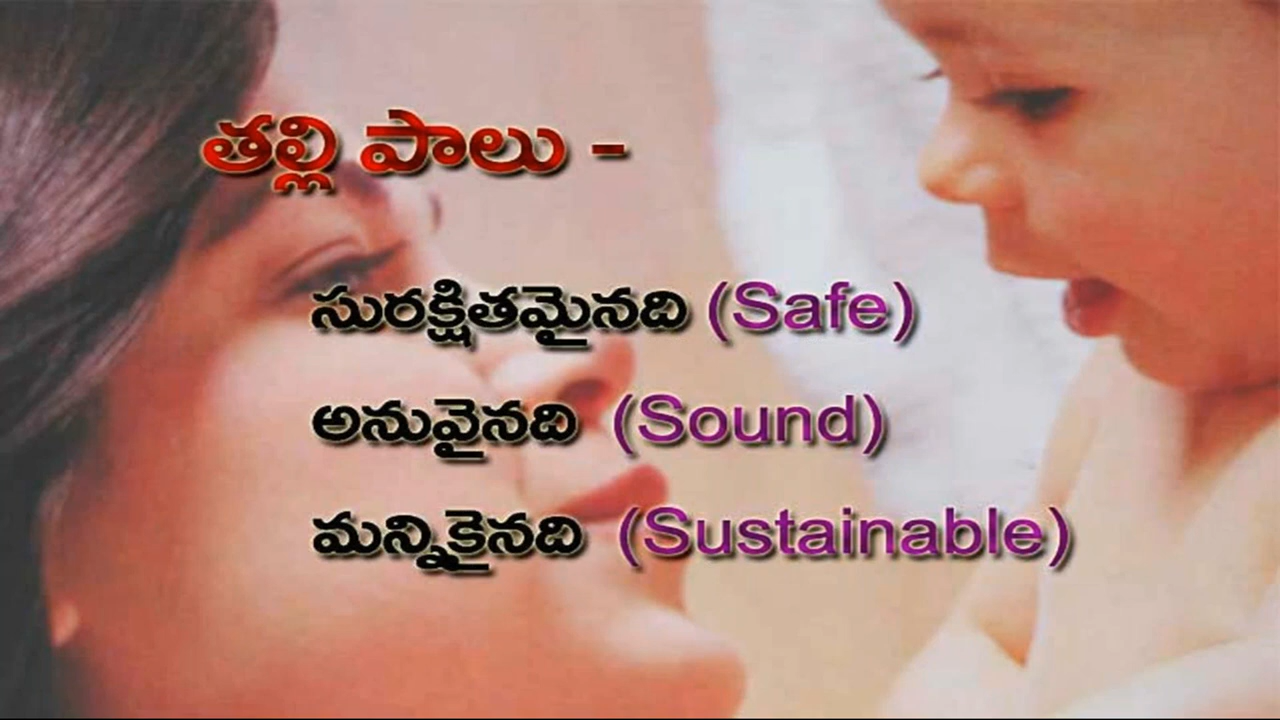 తల్లి పాలు -
సురక్షితమైనది (Safe)
అనువైనది (Sound)
మన్నికైనది (Sustainable)